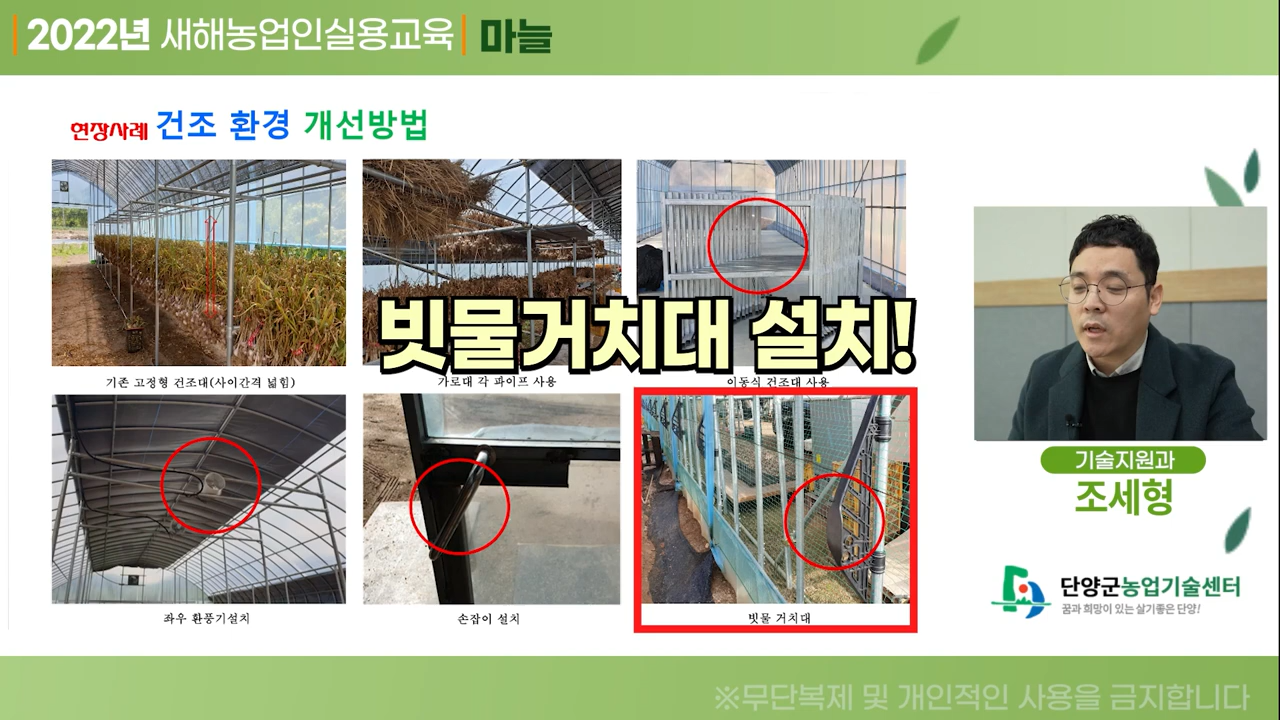 2022년 새해농업인실용교육 마늘
현장사례 건조 환경 개선방법
빗물거치대 설치!
기존 고정형 건조대(사이간격 넓힘)
가로대 각 파이프 사용
이동식 건조대 사용
좌우 환풍기설치
손잡이 설치
빗물 거치대
기술지원과
조세형
단양군농업기술센터
꿈과 희망이 있는 살기좋은 단양!
※무단복제 및 개인적인 사용을 금지합니다